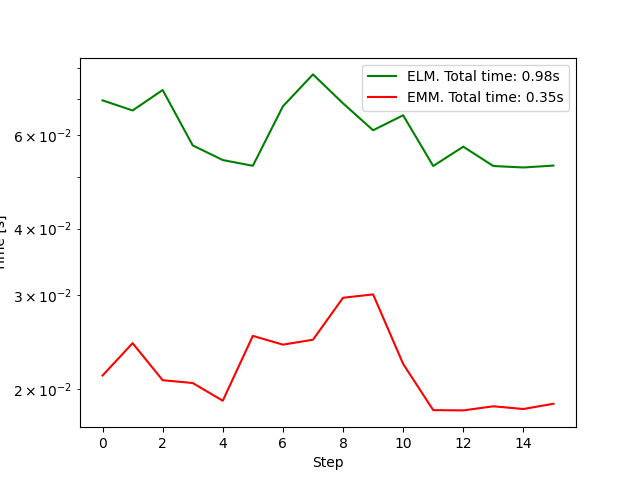 ELM. Total time: 0.98s
EMM. Total time: 0.35s
6 × 10⁻²
4 × 10⁻²
3 × 10⁻²
2 × 10⁻²
[s]
0 2 4 6 8 10 12 14
Step